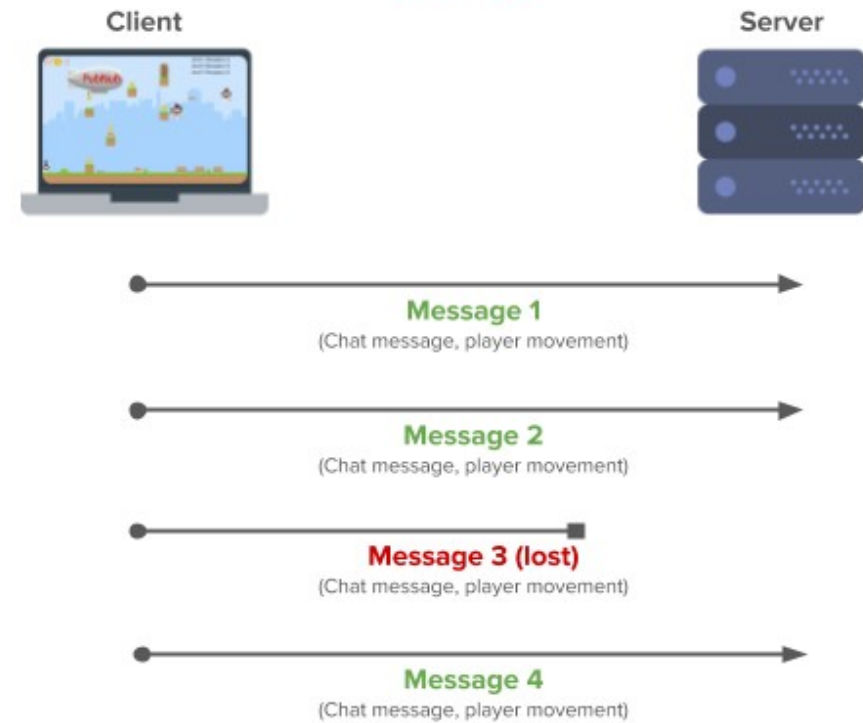 Client
Server
PubNub
Message 1
(Chat message, player movement)
Message 2
(Chat message, player movement)
Message 3 (lost)
(Chat message, player movement)
Message 4
(Chat message, player movement)